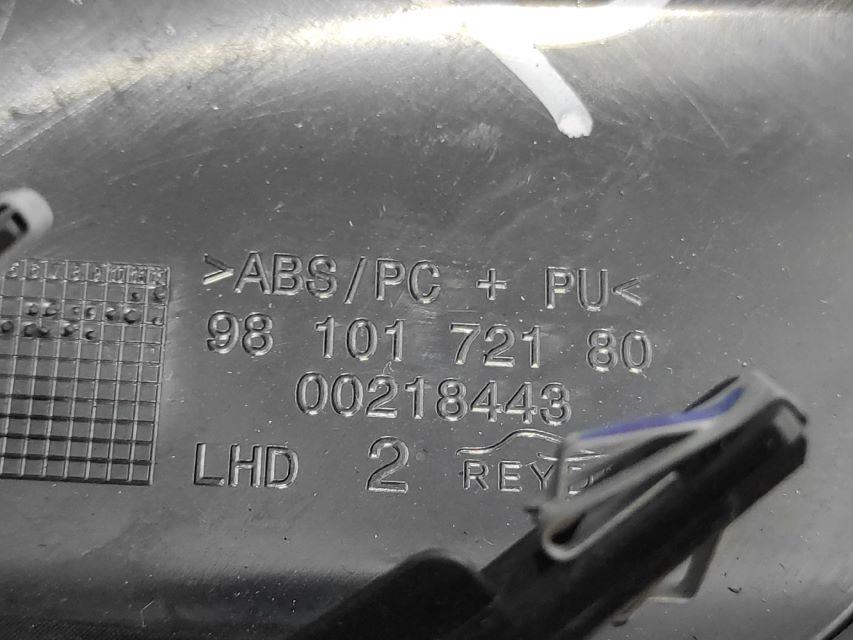 >ABS/PC + PU<
98 101 721 80
00218443
LHD 2